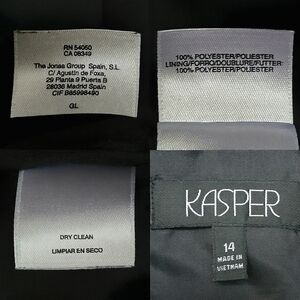 RN 54050
CA 08349
The Jones Group Spain, S.L.
C/ Agustin de Foxa,
29 Planta 9 Puerta B
28036 Madrid Spain
CIF B85998490
GL
100% POLYESTER/POLIESTER
LINING/FORRO/DOUBLURE/FUTTER:
100% POLYESTER/POLIESTER
DRY CLEAN
LIMPIAR EN SECO
KASPER
14
MADE IN
VIETNAM